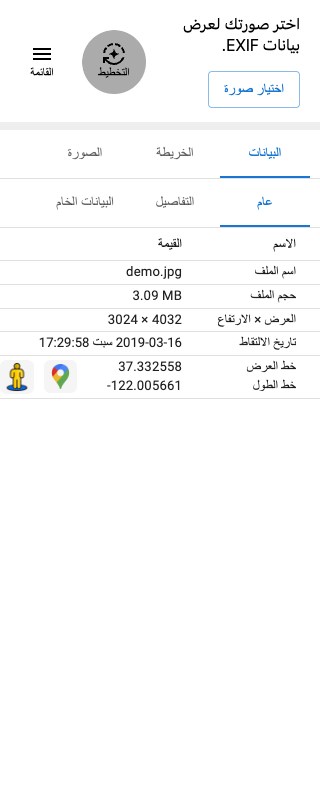 اختر صورتك لعرض
بيانات EXIF.
اختيار صورة
التخطيط
القائمة
البيانات
الخريطة
الصورة
عام
التفاصيل
البيانات الخام
الاسم
القيمة
اسم الملف
demo.jpg
حجم الملف
3.09 MB
العرض × الارتفاع
3024 × 4032
تاريخ الالتقاط
2019-03-16 سبت 17:29:58
خط العرض
37.332558
خط الطول
-122.005661